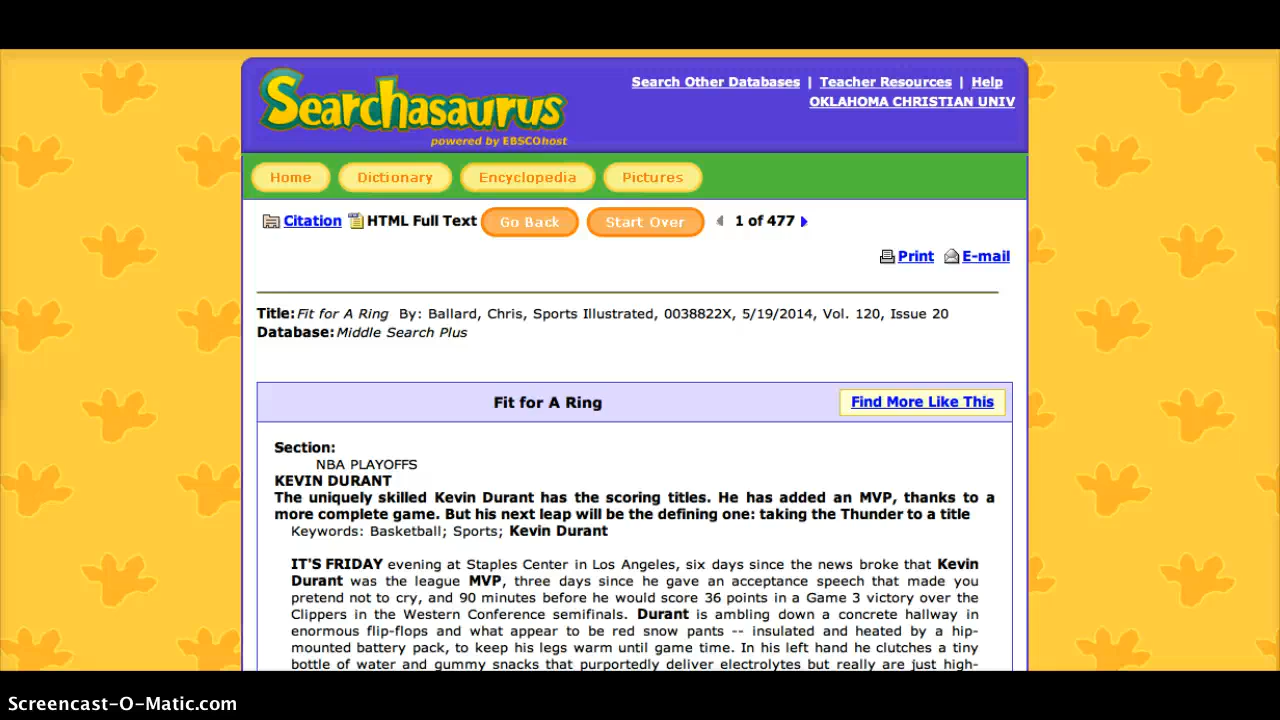 Search Other Databases | Teacher Resources | Help
OKLAHOMA CHRISTIAN UNIV
Searchasaurus
powered by EBSCOhost
Home Dictionary Encyclopedia Pictures
Citation HTML Full Text Go Back Start Over 1 of 477
Print E-mail
Title: Fit for A Ring By: Ballard, Chris, Sports Illustrated, 0038822X, 5/19/2014, Vol. 120, Issue 20
Database: Middle Search Plus
Fit for A Ring Find More Like This
Section:
NBA PLAYOFFS
KEVIN DURANT
The uniquely skilled Kevin Durant has the scoring titles. He has added an MVP, thanks to a
more complete game. But his next leap will be the defining one: taking the Thunder to a title
Keywords: Basketball; Sports; Kevin Durant
IT'S FRIDAY evening at Staples Center in Los Angeles, six days since the news broke that Kevin
Durant was the league MVP, three days since he gave an acceptance speech that made you
pretend not to cry, and 90 minutes before he would score 36 points in a Game 3 victory over the
Clippers in the Western Conference semifinals. Durant is ambling down a concrete hallway in
enormous flip-flops and what appear to be red snow pants -- insulated and heated by a hip-
mounted battery pack, to keep his legs warm until game time. In his left hand he clutches a tiny
bottle of water and gummy snacks that purportedly deliver electrolytes but really are just high-
Screencast-O-Matic.com